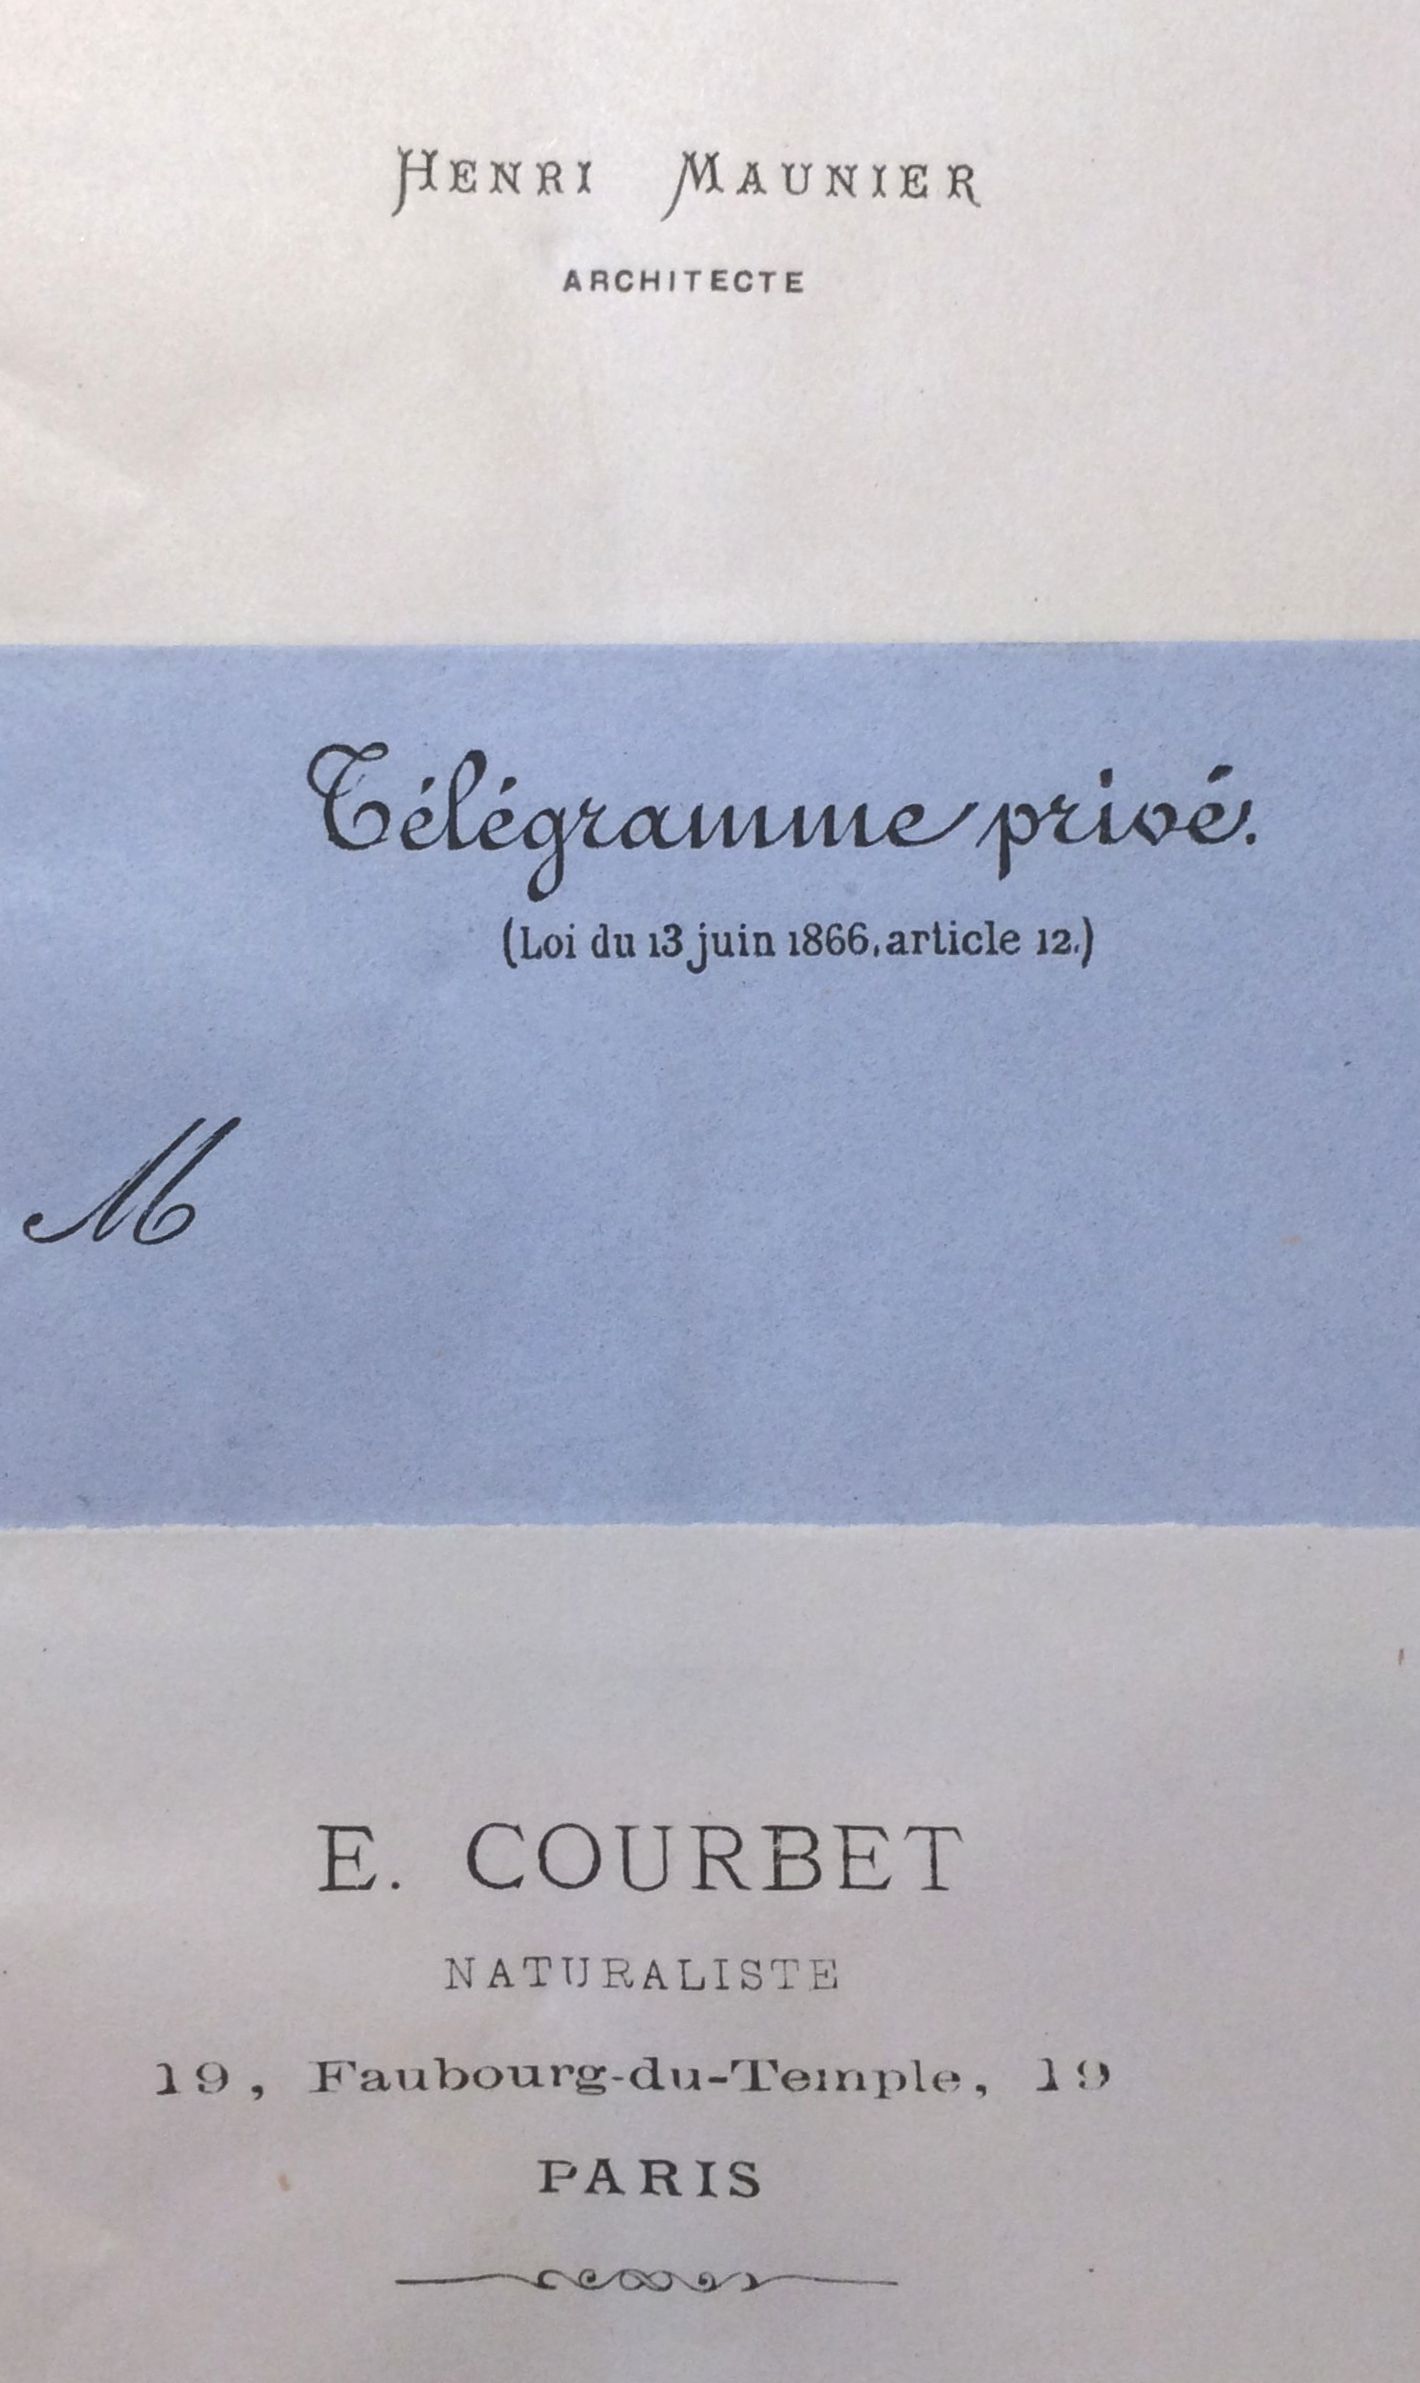 HENRI MAUNIER
ARCHITECTE
Télégramme privé.
(Loi du 13 juin 1866, article 12.)
M
E. COURBET
NATURALISTE
19, Faubourg-du-Temple, 19
PARIS